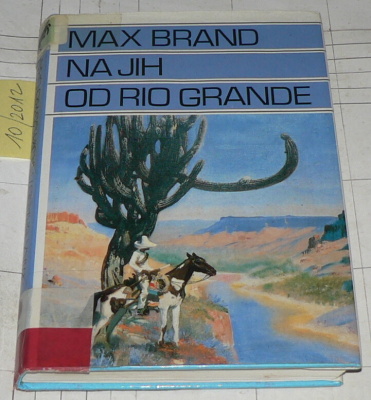 MAX BRAND
NA JIH
OD RIO GRANDE
10/2012